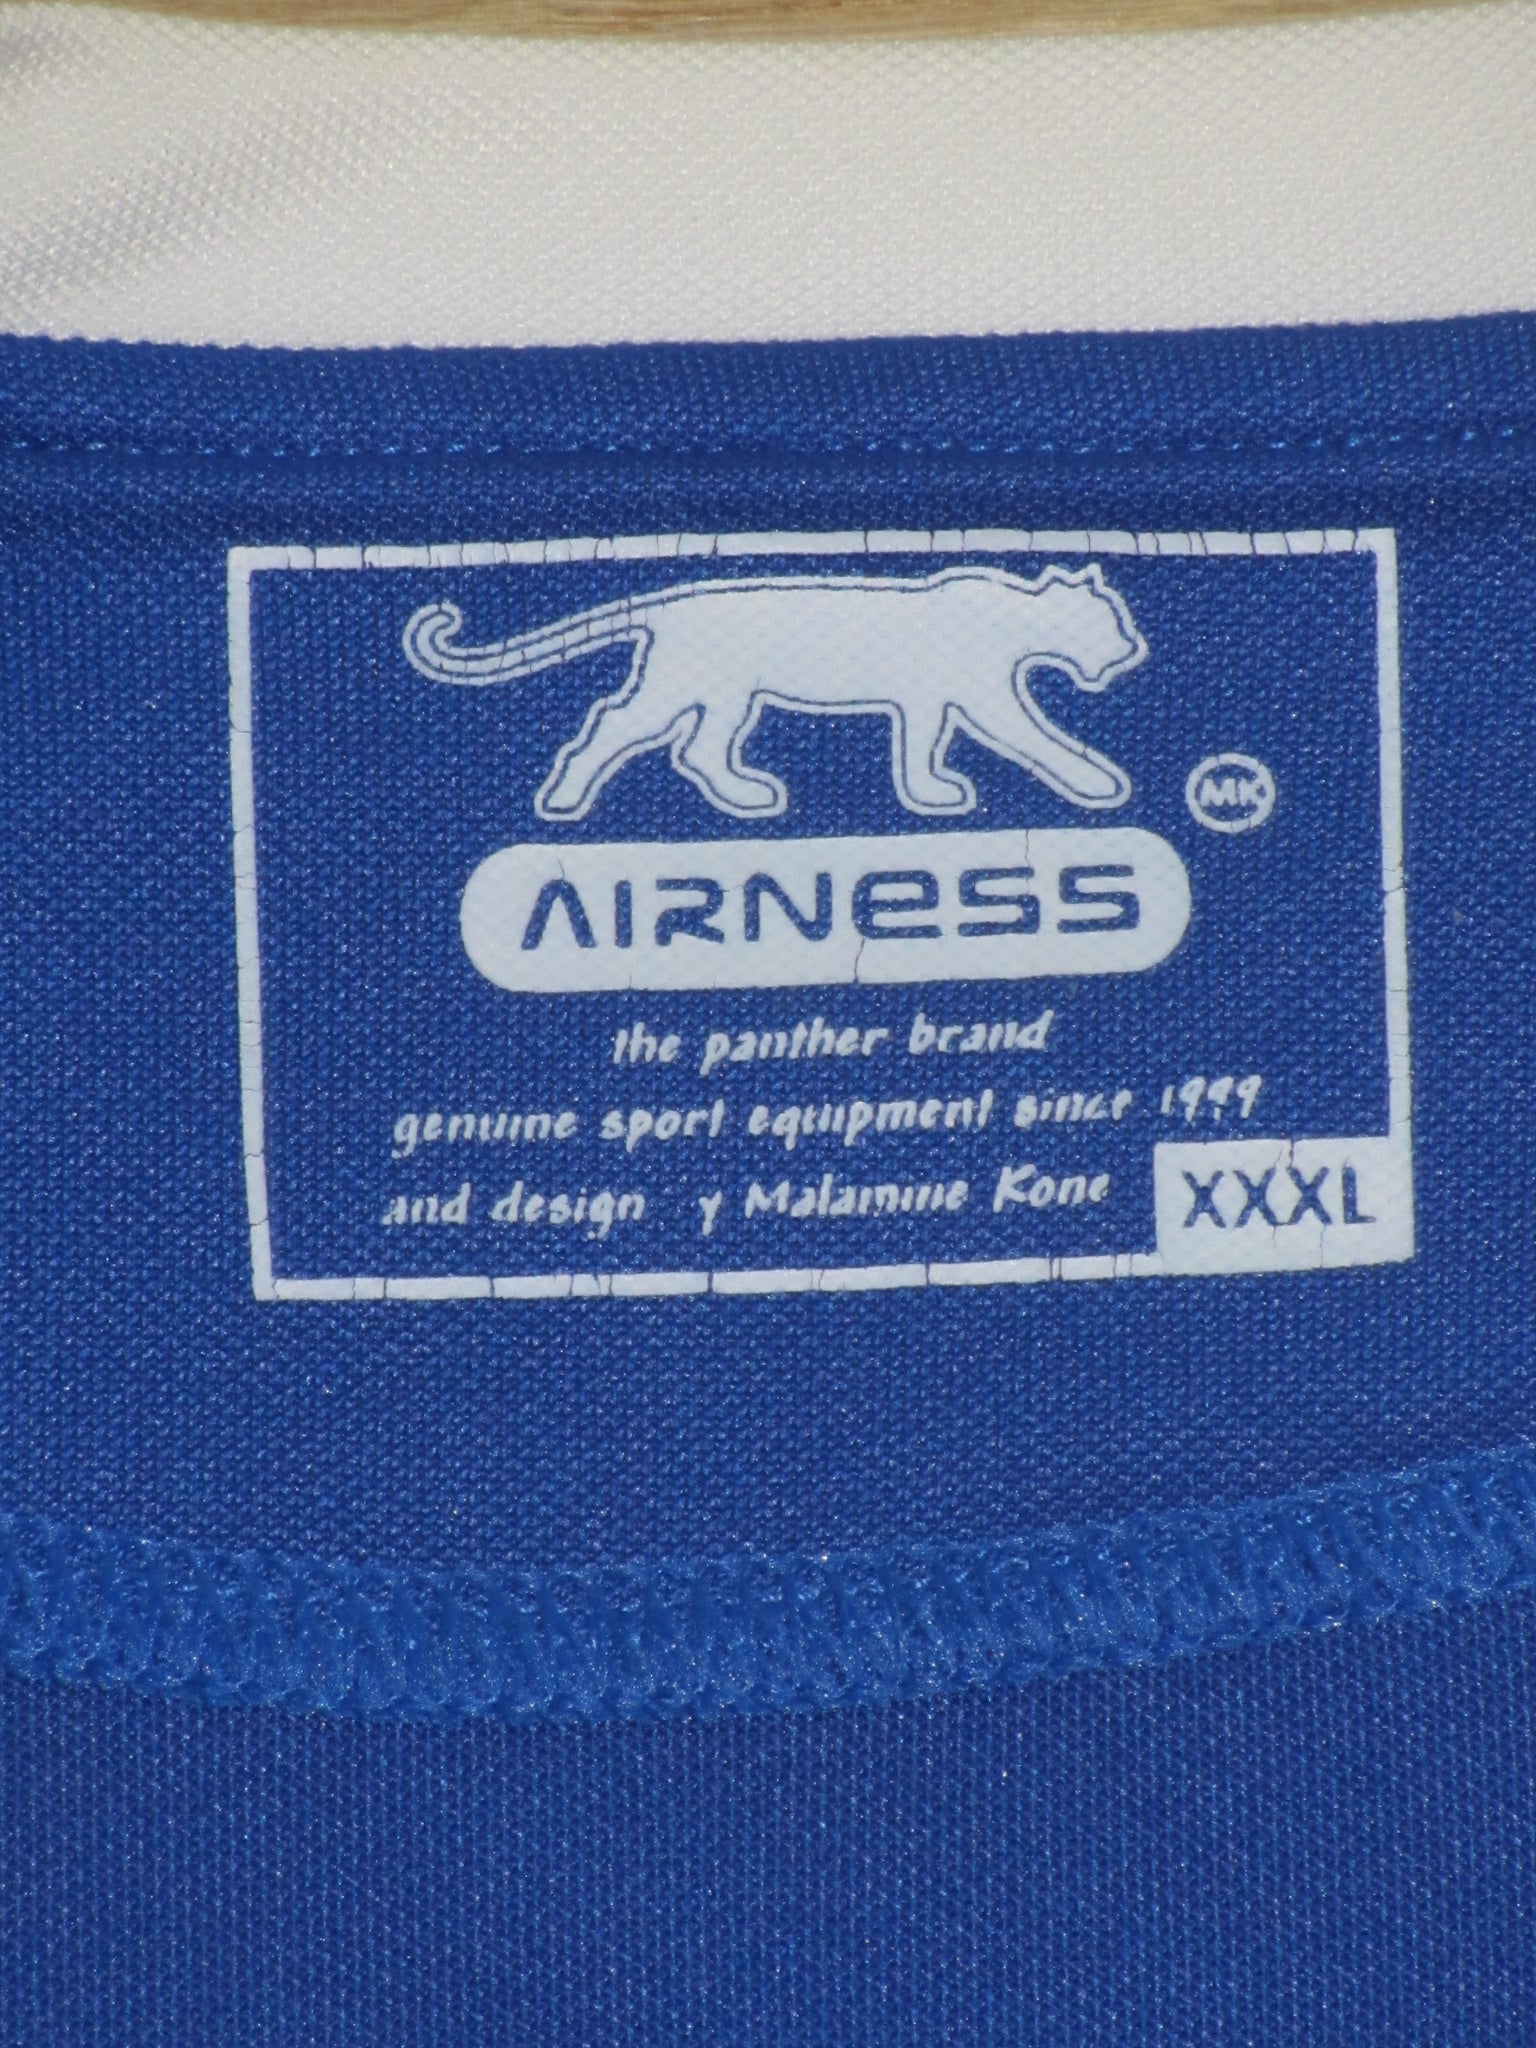 MK
AIRNESS
the panther brand
genuine sport equipment since 1999
and design y Malamine Kone
XXXL